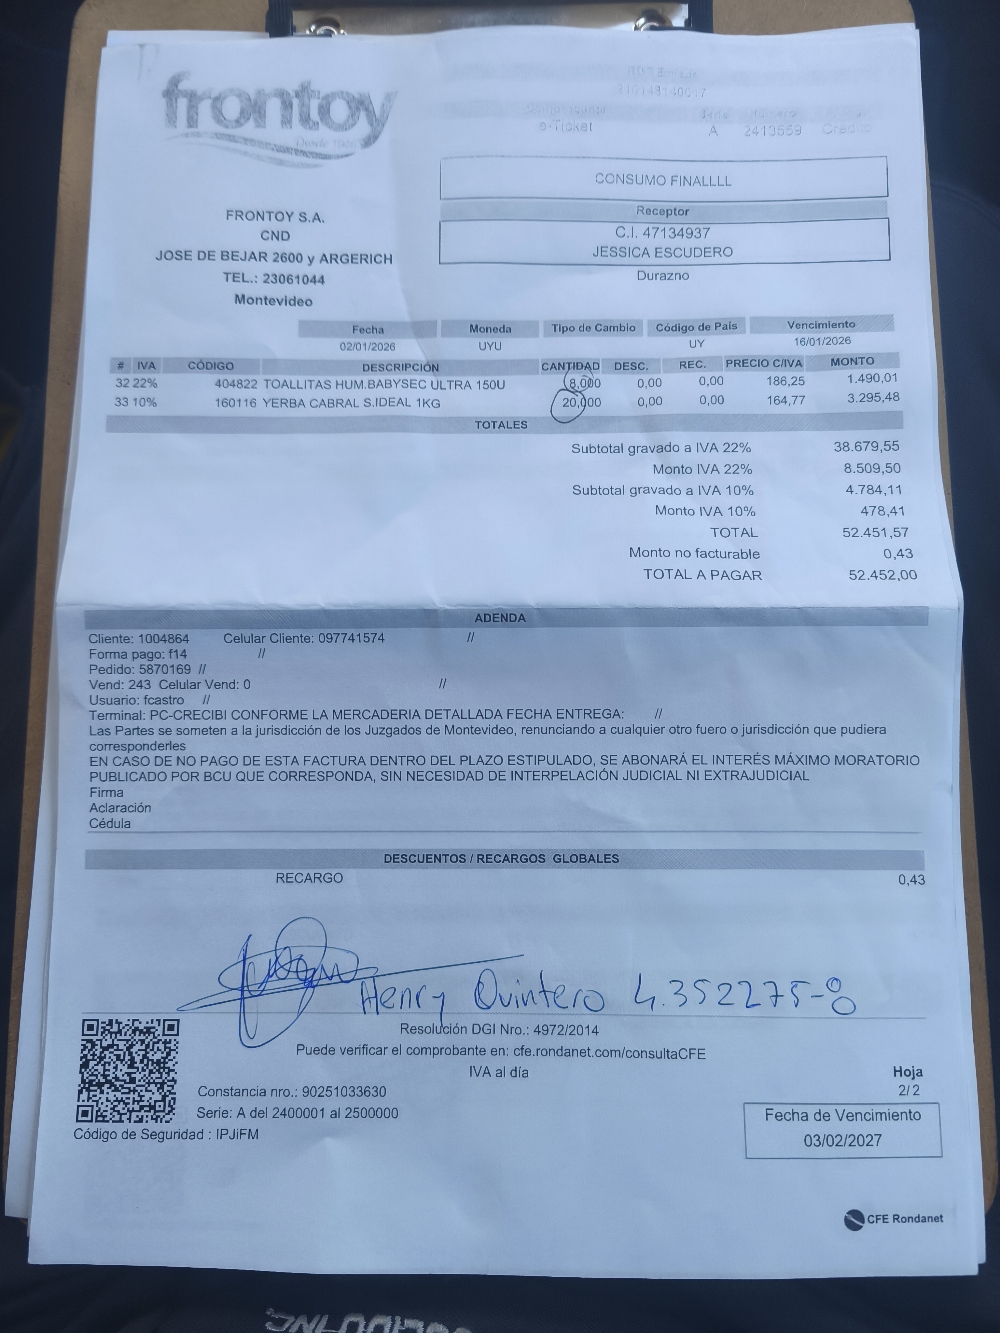 frontoy
Desde
e-Ticket
A 2413559 Credito
CONSUMO FINALLLL
Receptor
C.I. 47134937
JESSICA ESCUDERO
Durazno
FRONTOY S.A.
CND
JOSE DE BEJAR 2600 y ARGERICH
TEL.: 23061044
Montevideo
Fecha Moneda Tipo de Cambio Código de País Vencimiento
02/01/2026 UYU UY 16/01/2026
# IVA CÓDIGO DESCRIPCIÓN CANTIDAD DESC. REC. PRECIO C/IVA MONTO
32 22% 404822 TOALLITAS HUM.BABYSEC ULTRA 150U 8,000 0,00 0,00 186,25 1.490,01
33 10% 160116 YERBA CABRAL S.IDEAL 1KG 20,000 0,00 0,00 164,77 3.295,48
TOTALES
Subtotal gravado a IVA 22% 38.679,55
Monto IVA 22% 8.509,50
Subtotal gravado a IVA 10% 4.784,11
Monto IVA 10% 478,41
TOTAL 52.451,57
Monto no facturable 0,43
TOTAL A PAGAR 52.452,00
ADENDA
Cliente: 1004864 Celular Cliente: 097741574 //
Forma pago: f14 //
Pedido: 5870169 //
Vend: 243 Celular Vend: 0 //
Usuario: fcastro //
Terminal: PC-CRECIBI CONFORME LA MERCADERIA DETALLADA FECHA ENTREGA: //
Las Partes se someten a la jurisdicción de los Juzgados de Montevideo, renunciando a cualquier otro fuero o jurisdicción que pudiera
corresponderles
EN CASO DE NO PAGO DE ESTA FACTURA DENTRO DEL PLAZO ESTIPULADO, SE ABONARÁ EL INTERÉS MÁXIMO MORATORIO
PUBLICADO POR BCU QUE CORRESPONDA, SIN NECESIDAD DE INTERPELACIÓN JUDICIAL NI EXTRAJUDICIAL
Firma
Aclaración
Cédula
DESCUENTOS / RECARGOS GLOBALES
RECARGO 0,43
Henry Quintero 4.352275-8
Resolución DGI Nro.: 4972/2014
Puede verificar el comprobante en: cfe.rondanet.com/consultaCFE
IVA al día
Constancia nro.: 90251033630
Serie: A del 2400001 al 2500000
Código de Seguridad : IPJiFM
Hoja
2/ 2
Fecha de Vencimiento
03/02/2027
CFE Rondanet